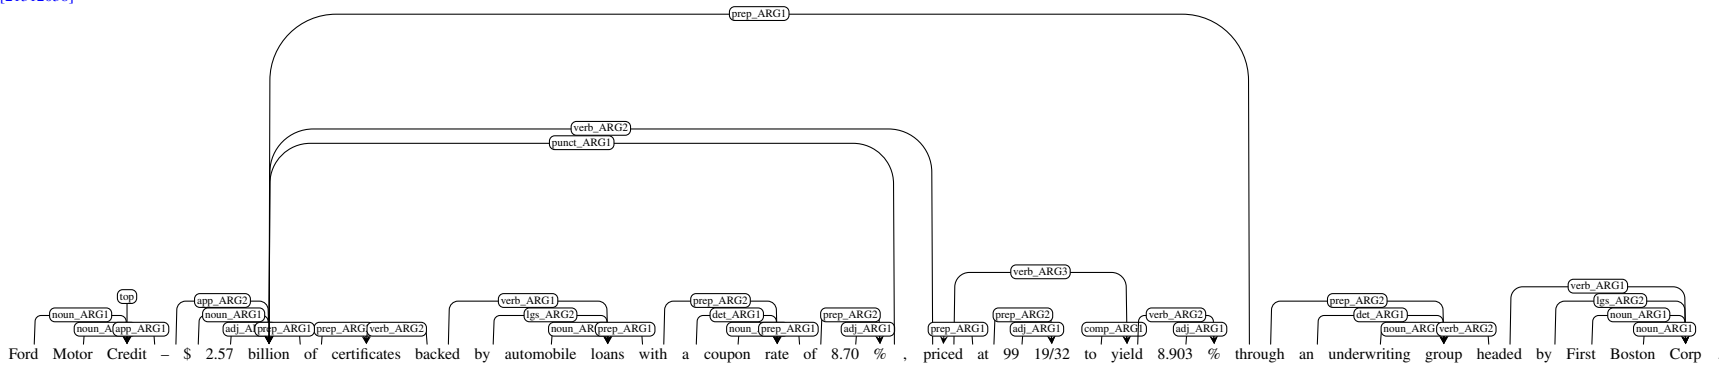 prep_ARG1
verb_ARG2
punct_ARG1
verb_ARG3
verb_ARG1
top
app_ARG2 verb_ARG1 prep_ARG2 prep_ARG2 lgs_ARG2
noun_ARG1 noun_ARG1 lgs_ARG2 det_ARG1 prep_ARG2 prep_ARG2 verb_ARG2 det_ARG1 noun_ARG1
app_ARG1 prep_ARG1 verb_ARG2 prep_ARG1 prep_ARG1 adj_ARG1 prep_ARG1 adj_ARG1 comp_ARG1 adj_ARG1 verb_ARG2 noun_ARG1
Ford Motor Credit – $ 2.57 billion of certificates backed by automobile loans with a coupon rate of 8.70 % , priced at 99 19/32 to yield 8.903 % through an underwriting group headed by First Boston Corp .